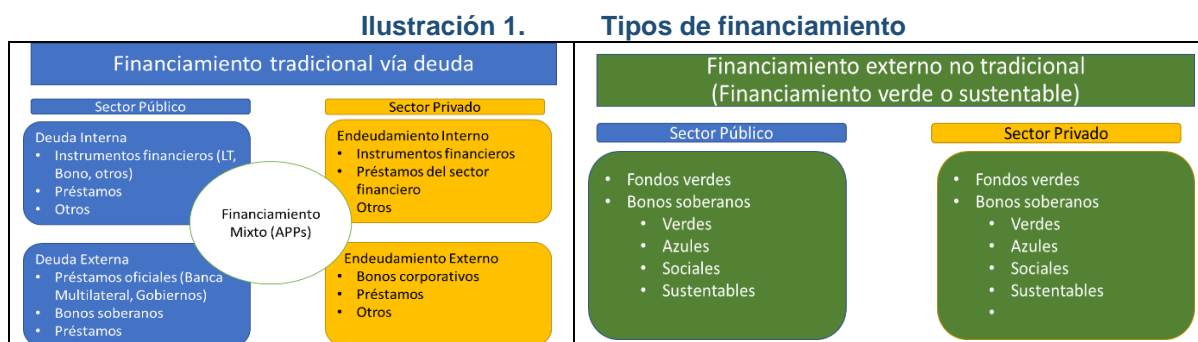 Ilustración 1. Tipos de financiamiento
Financiamiento tradicional vía deuda
Sector Público
Deuda Interna
• Instrumentos financieros (LT,
Bono, otros)
• Préstamos
• Otros
Deuda Externa
• Préstamos oficiales (Banca
Multilateral, Gobiernos)
• Bonos soberanos
• Préstamos
Financiamiento
Mixto (APPs)
Sector Privado
Endeudamiento Interno
• Instrumentos financieros
• Préstamos del sector
financiero
Otros
Endeudamiento Externo
• Bonos corporativos
• Préstamos
• Otros
Financiamiento externo no tradicional
(Financiamiento verde o sustentable)
Sector Público
• Fondos verdes
• Bonos soberanos
• Verdes
• Azules
• Sociales
• Sustentables
Sector Privado
• Fondos verdes
• Bonos soberanos
• Verdes
• Azules
• Sociales
• Sustentables
•